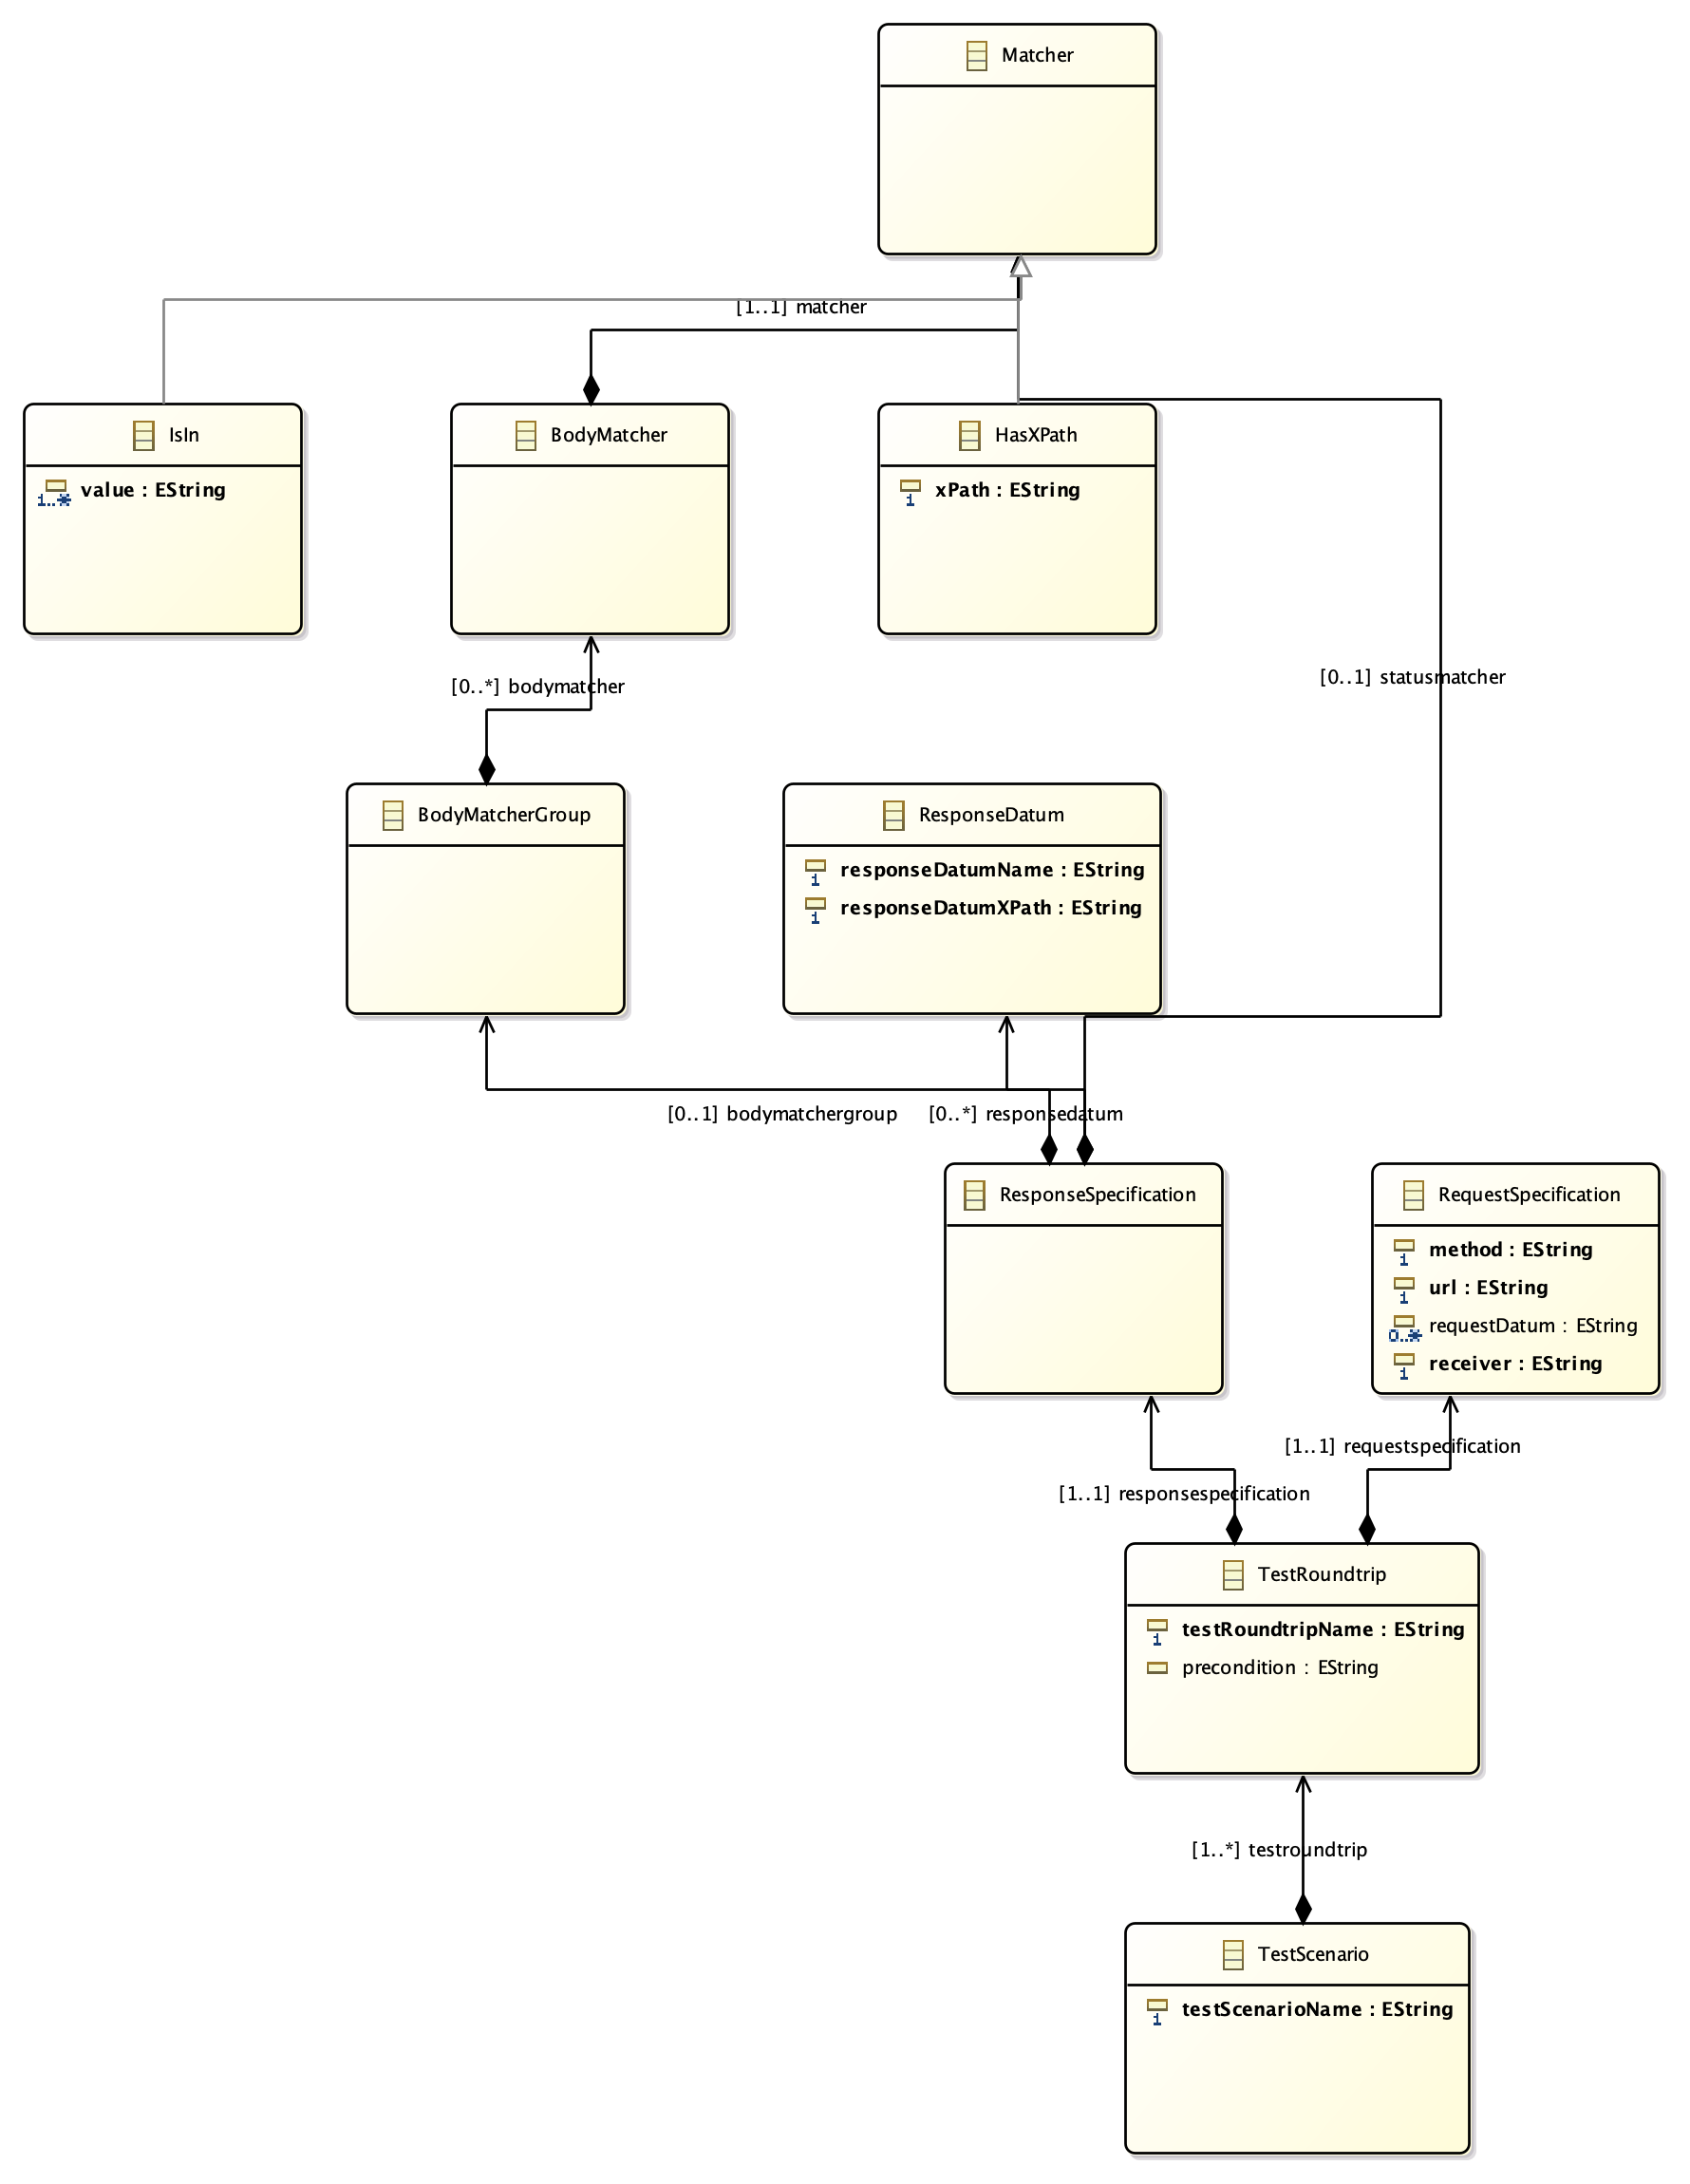 Matcher
[1..1] matcher
IsIn
1..*
value : EString
BodyMatcher
HasXPath
1
xPath : EString
[0..*] bodymatcher
[0..1] statusmatcher
BodyMatcherGroup
ResponseDatum
1
responseDatumName : EString
1
responseDatumXPath : EString
[0..1] bodymatchergroup
[0..*] responsedatum
ResponseSpecification
RequestSpecification
1
method : EString
1
url : EString
0..*
requestDatum : EString
1
receiver : EString
[1..1] requestspecification
[1..1] responsespecification
TestRoundtrip
1
testRoundtripName : EString
precondition : EString
[1..*] testroundtrip
TestScenario
1
testScenarioName : EString